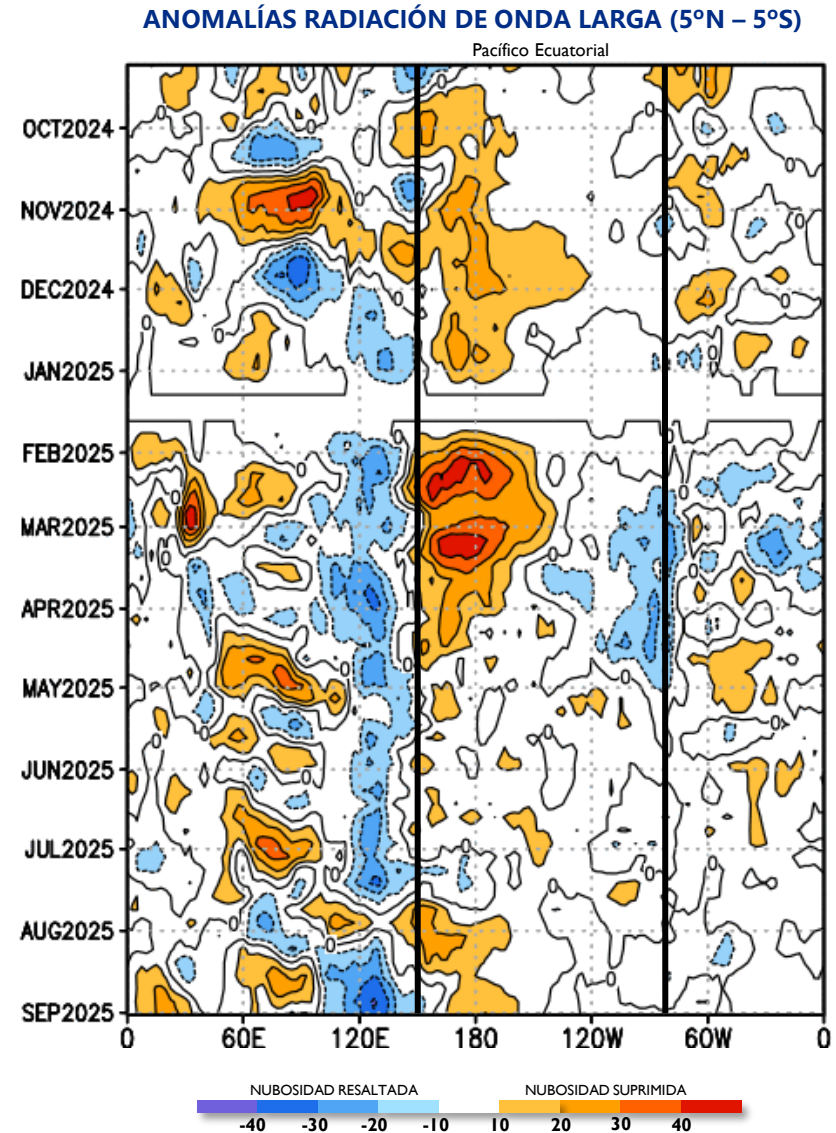 ANOMALÍAS RADIACIÓN DE ONDA LARGA (5ºN – 5ºS)
Pacífico Ecuatorial
OCT2024
NOV2024
DEC2024
JAN2025
FEB2025
MAR2025
APR2025
MAY2025
JUN2025
JUL2025
AUG2025
SEP2025
0 60E 120E 180 120W 60W 0
NUBOSIDAD RESALTADA NUBOSIDAD SUPRIMIDA
-40 -30 -20 -10 10 20 30 40